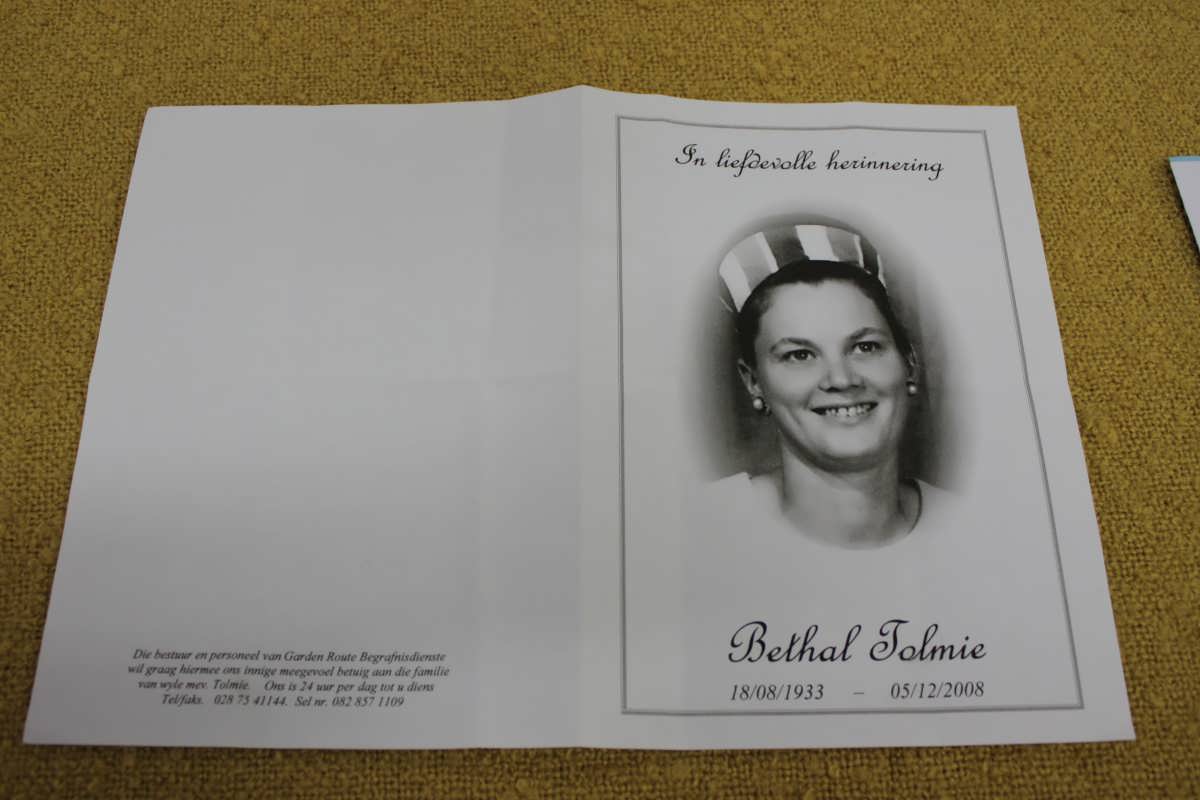 Die bestuur en personeel van Garden Route Begrafnisdienste
wil graag hiermee ons innige meegevoel betuig aan die familie
van wyle mev. Tolmie. Ons is 24 uur per dag tot u diens
Tel/faks. 028 75 41144. Sel nr. 082 857 1109
In liefdevolle herinnering
Bethal Tolmie
18/08/1933 – 05/12/2008